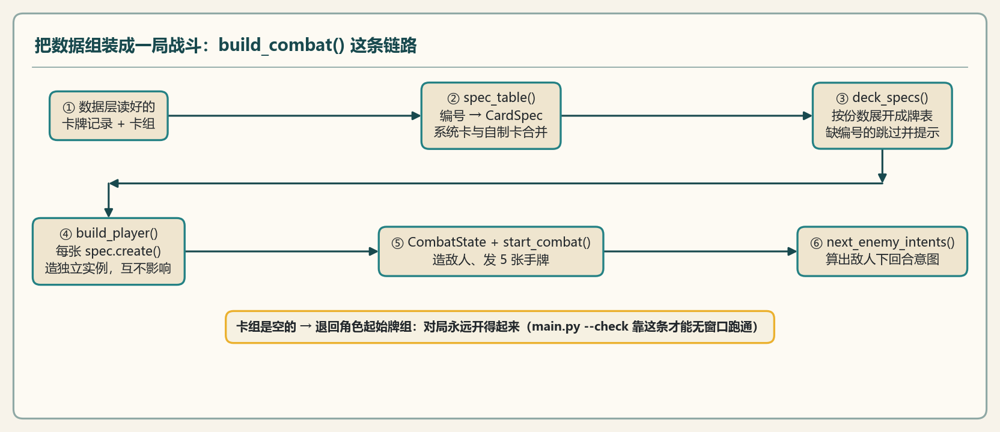 把数据组装成一局战斗：build_combat() 这条链路
① 数据层读好的
卡牌记录 + 卡组
② spec_table()
编号 → CardSpec
系统卡与自制卡合并
③ deck_specs()
按份数展开成牌表
缺编号的跳过并提示
④ build_player()
每张 spec.create()
造独立实例，互不影响
⑤ CombatState + start_combat()
造敌人、发 5 张手牌
⑥ next_enemy_intents()
算出敌人下回合意图
卡组是空的 → 退回角色起始牌组：对局永远开得起来（main.py --check 靠这条才能无窗口跑通）